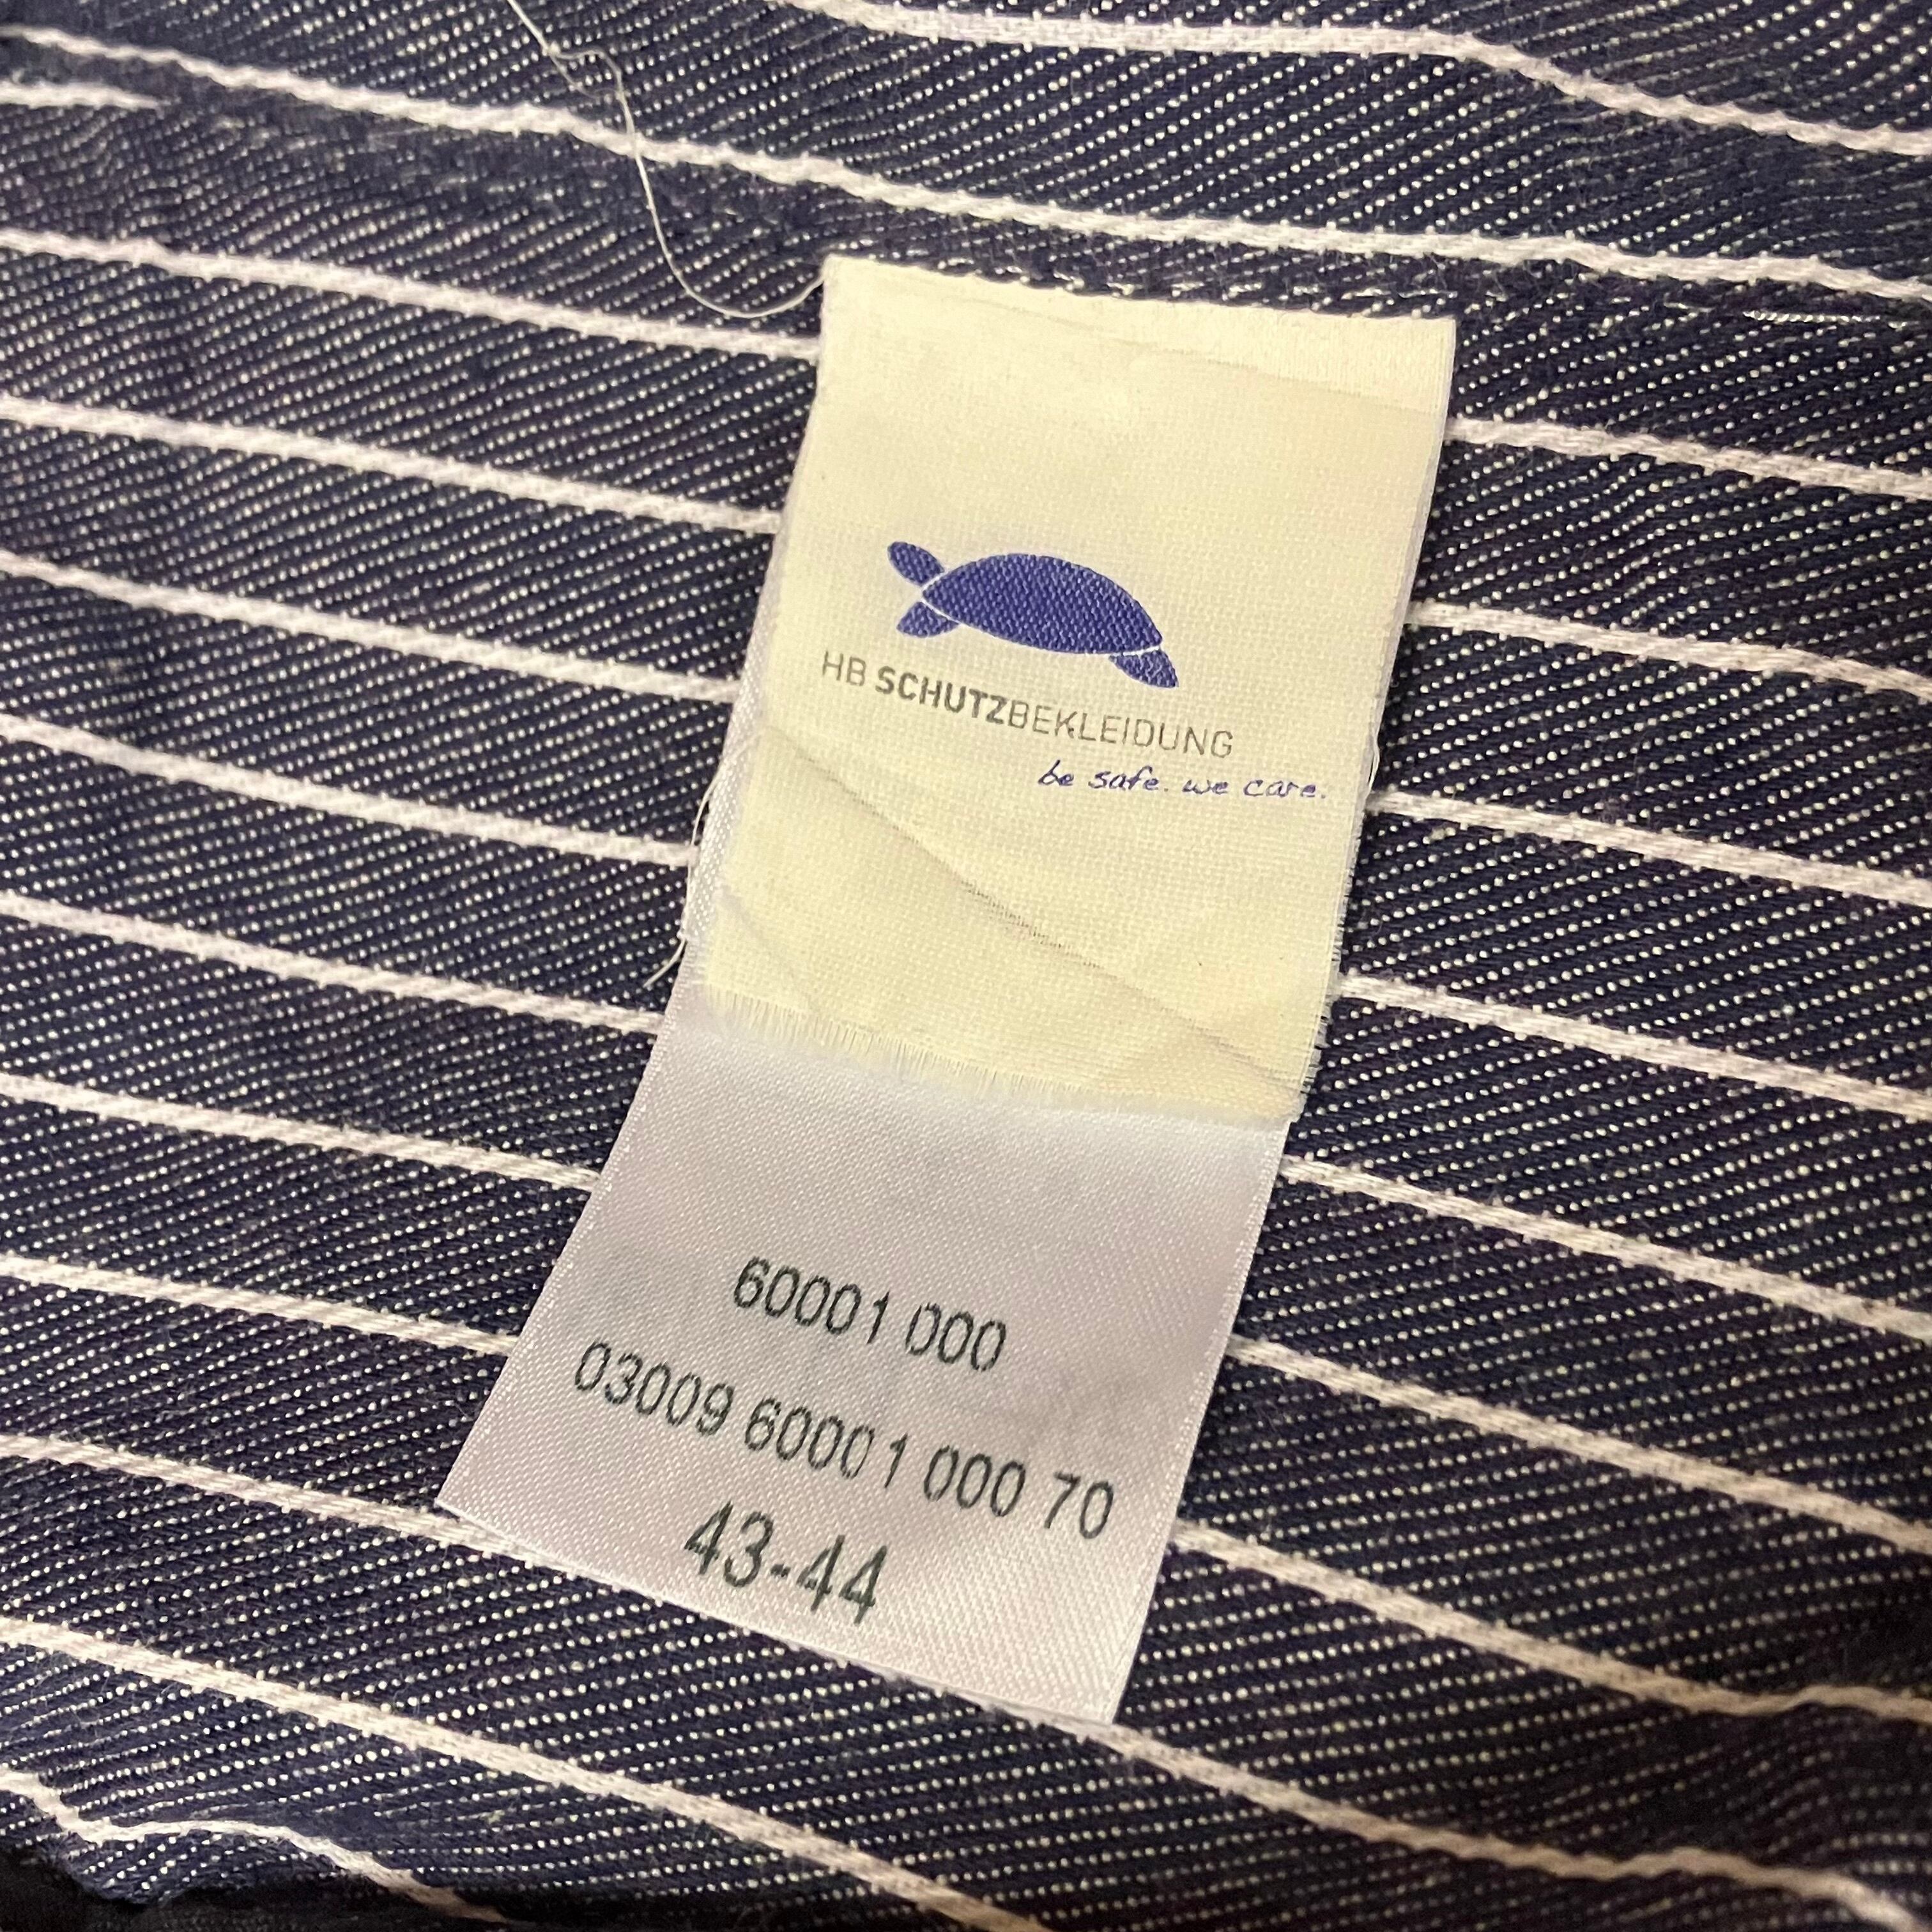 HB SCHUTZBEKLEIDUNG
be safe. we care.
60001 000
03009 60001 000 70
43-44